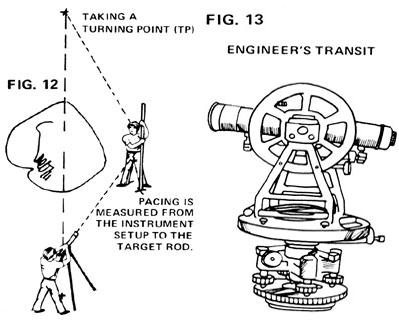 TAKING A
TURNING POINT (TP)
FIG. 12
PACING IS
MEASURED FROM
THE INSTRUMENT
SETUP TO THE
TARGET ROD.
FIG. 13
ENGINEER'S TRANSIT